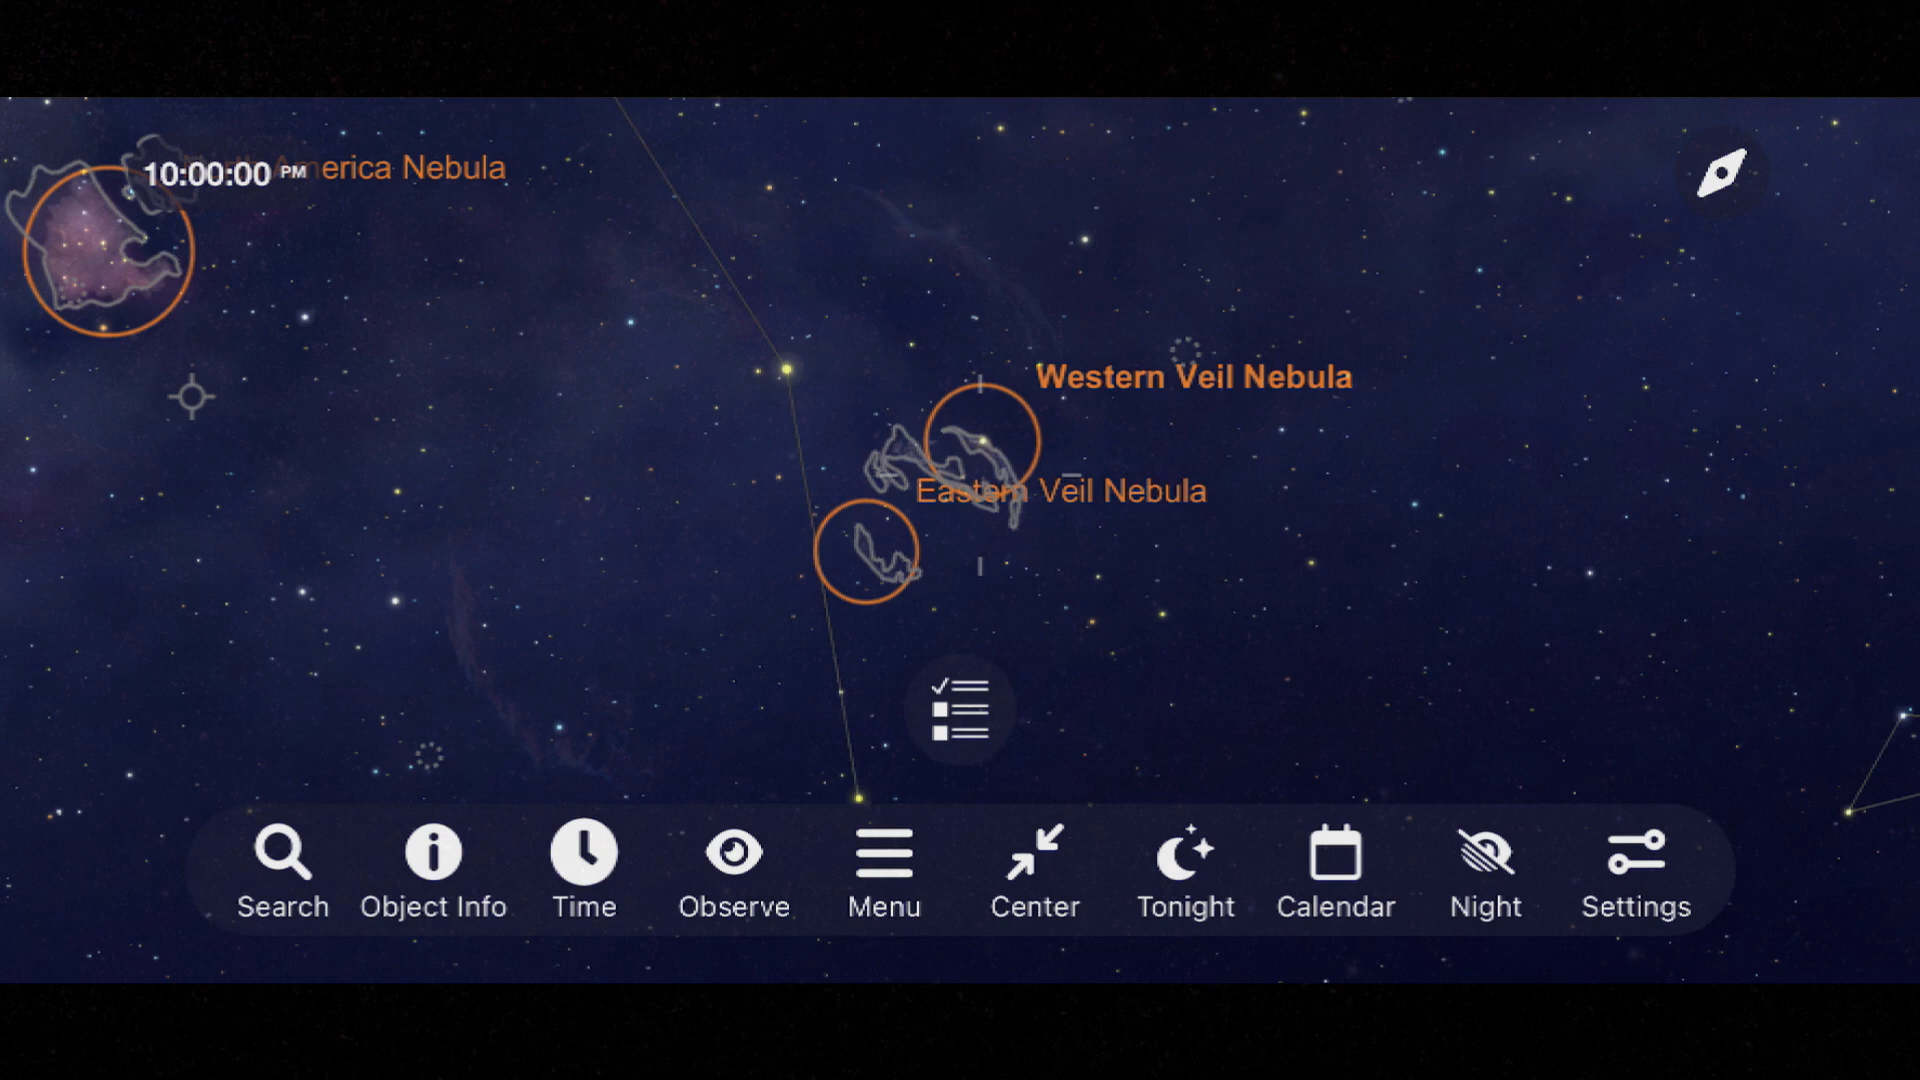 10:00:00 PM
America Nebula
Western Veil Nebula
Eastern Veil Nebula
Search Object Info Time Observe Menu Center Tonight Calendar Night Settings